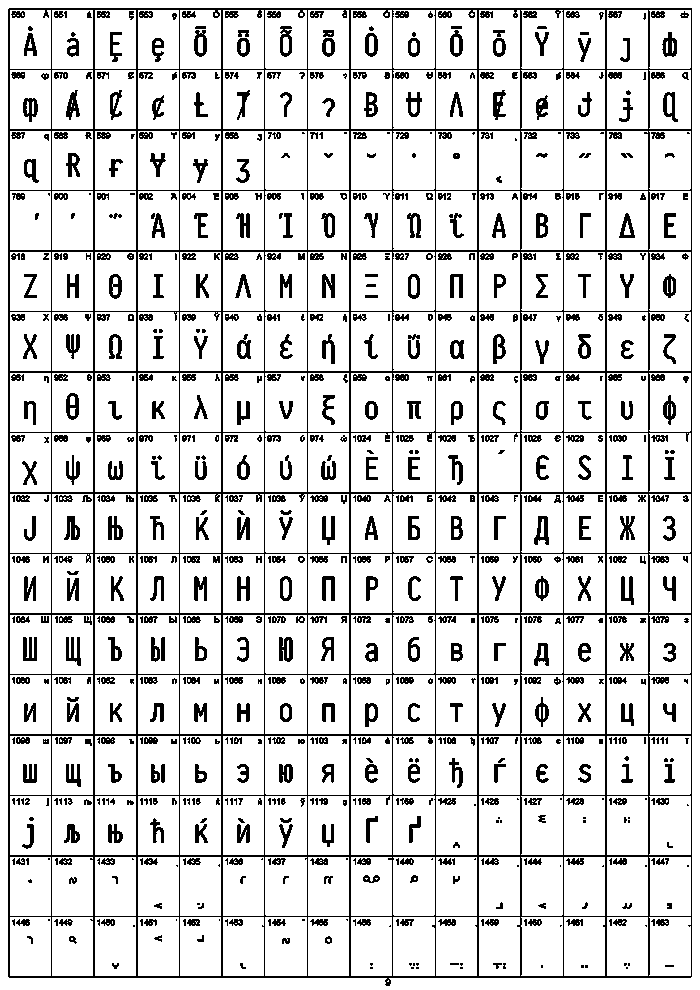 550 551 552 553 554 555 556 557 558 559 560 561 562 563 567 568
Ȧ ȧ Ȩ ȩ Ȫ ȫ Ȭ ȭ Ȯ ȯ Ȱ ȱ Ȳ ȳ ȷ ȸ
569 570 571 572 573 574 577 578 579 580 581 582 583 584 585 586
ȹ Ⱥ Ȼ ȼ Ƚ Ⱦ Ɂ ɂ Ƀ Ʉ Ʌ Ɇ ɇ Ɉ ɉ Ɋ
587 588 589 590 591 658 710 711 728 729 730 731 732 733 783 785
ɋ Ɍ ɍ Ɏ ɏ ʒ ˆ ˇ ˘ ˙ ˚ ˛ ˜ ˝
789 900 901 902 904 905 906 908 910 911 912 913 914 915 916 917
΄ ΅ Ά Έ Ή Ί Ό Ύ Ώ ΐ Α Β Γ Δ Ε
918 919 920 921 922 923 924 925 926 927 928 929 931 932 933 934
Ζ Η Θ Ι Κ Λ Μ Ν Ξ Ο Π Ρ Σ Τ Υ Φ
935 936 937 938 939 940 941 942 943 944 945 946 947 948 949 950
Χ Ψ Ω Ϊ Ϋ ά έ ή ί ΰ α β γ δ ε ζ
951 952 953 954 955 956 957 958 959 960 961 962 963 964 965 966
η θ ι κ λ μ ν ξ ο π ρ ς σ τ υ φ
967 968 969 970 971 972 973 974 1024 1025 1026 1027 1028 1029 1030 1031
χ ψ ω ϊ ϋ ό ύ ώ Ѐ Ё Ђ ´ Є Ѕ І Ї
1032 1033 1034 1035 1036 1037 1038 1039 1040 1041 1042 1043 1044 1045 1046 1047
Ј Љ Њ Ћ Ќ Ѝ Ў Џ А Б В Г Д Е Ж З
1048 1049 1050 1051 1052 1053 1054 1055 1056 1057 1058 1059 1060 1061 1062 1063
И Й К Л М Н О П Р С Т У Ф Х Ц Ч
1064 1065 1066 1067 1068 1069 1070 1071 1072 1073 1074 1075 1076 1077 1078 1079
Ш Щ Ъ Ы Ь Э Ю Я а б в г д е ж з
1080 1081 1082 1083 1084 1085 1086 1087 1088 1089 1090 1091 1092 1093 1094 1095
и й к л м н о п р с т у ф х ц ч
1096 1097 1098 1099 1100 1101 1102 1103 1104 1105 1106 1107 1108 1109 1110 1111
ш щ ъ ы ь э ю я ѐ ё ђ ѓ є ѕ і ї
1112 1113 1114 1115 1116 1117 1118 1119 1168 1169 1425 1426 1427 1428 1429 1430
ј љ њ ћ ќ ѝ ў џ Ґ ґ
1431 1432 1433 1434 1435 1436 1437 1438 1439 1440 1441 1443 1444 1445 1446 1447
1448 1449 1450 1451 1452 1453 1454 1455 1456 1457 1458 1459 1460 1461 1462 1463
9